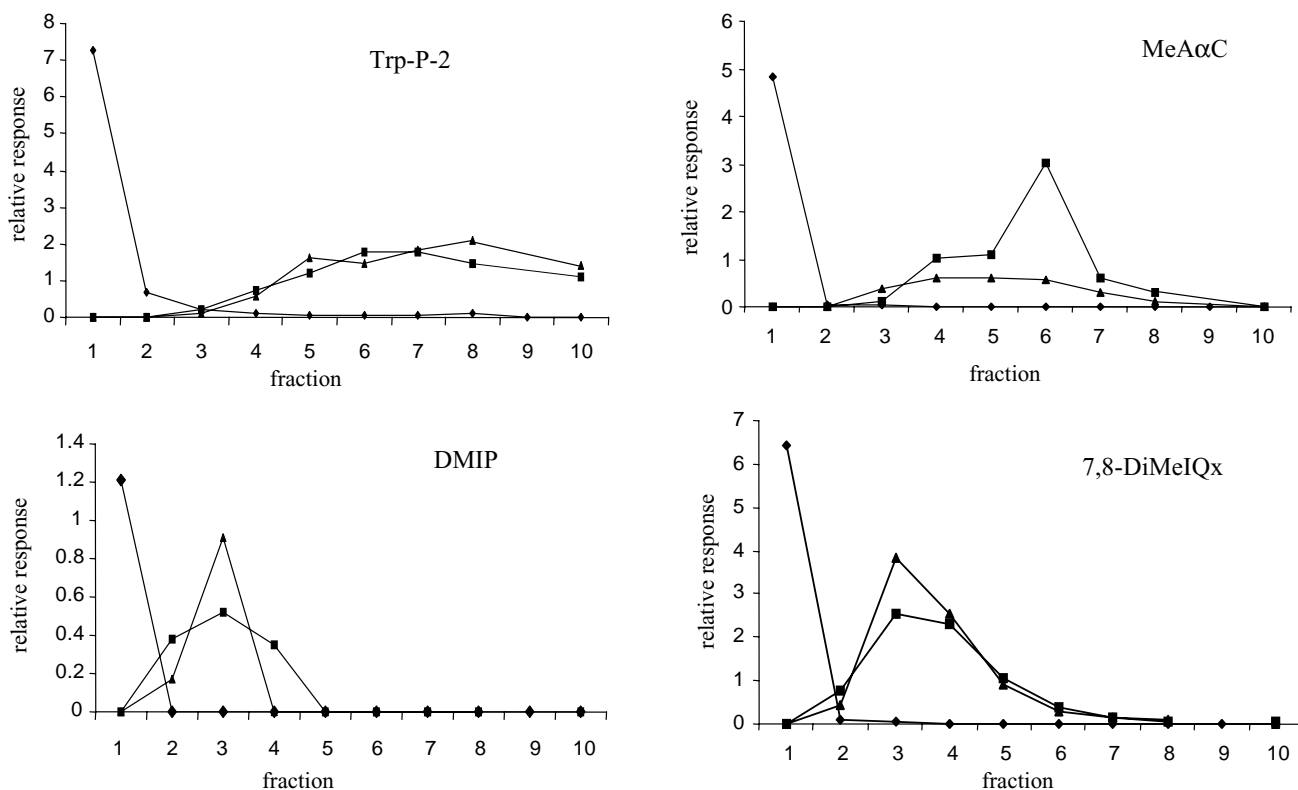 Trp-P-2
relative response
8
7
6
5
4
3
2
1
0
1 2 3 4 5 6 7 8 9 10
fraction
MeAαC
relative response
6
5
4
3
2
1
0
1 2 3 4 5 6 7 8 9 10
fraction
DMIP
relative response
1.4
1.2
1
0.8
0.6
0.4
0.2
0
1 2 3 4 5 6 7 8 9 10
fraction
7,8-DiMeIQx
relative response
7
6
5
4
3
2
1
0
1 2 3 4 5 6 7 8 9 10
fraction